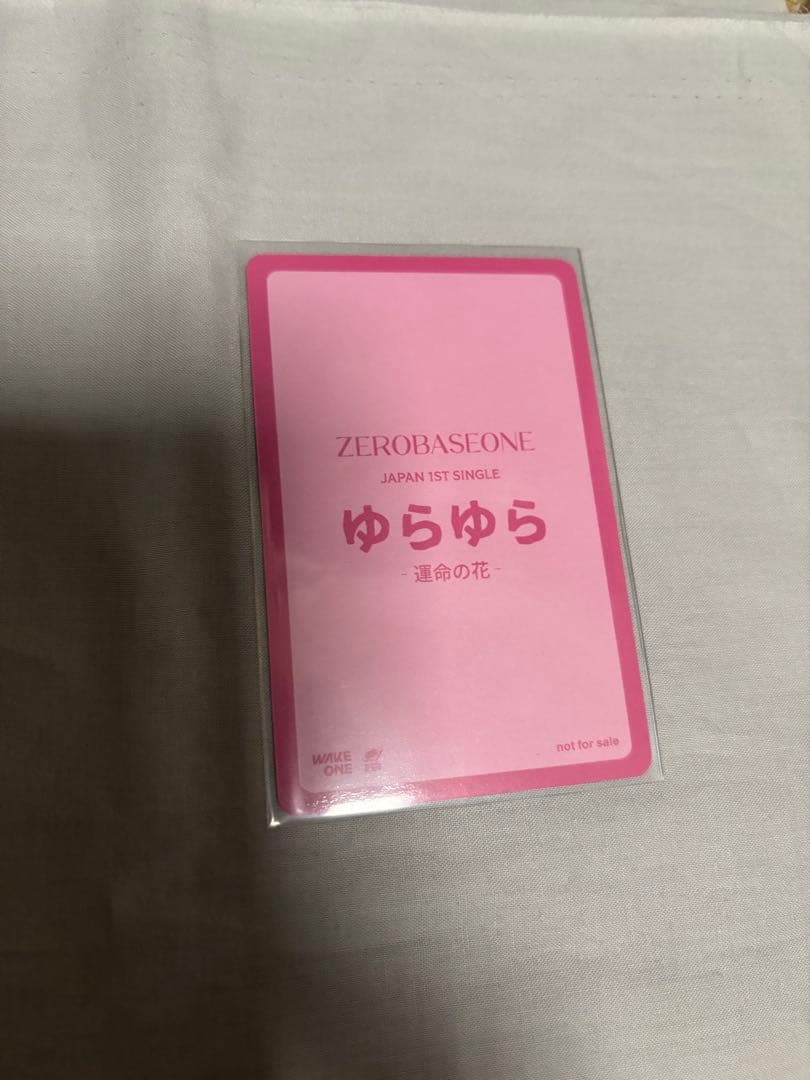 ZEROBASEONE
JAPAN 1ST SINGLE
ゆらゆら
- 運命の花 -
WAKE
ONE
not for sale